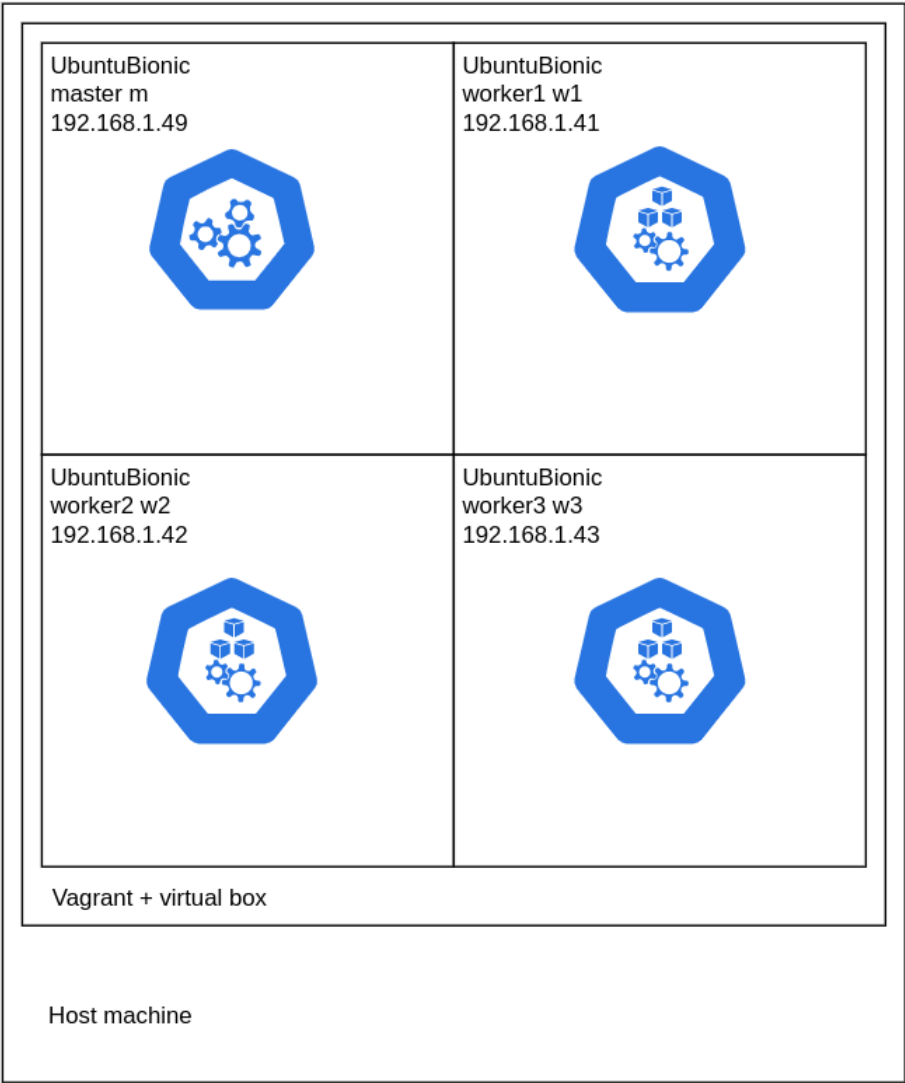 UbuntuBionic
master m
192.168.1.49
UbuntuBionic
worker1 w1
192.168.1.41
UbuntuBionic
worker2 w2
192.168.1.42
UbuntuBionic
worker3 w3
192.168.1.43
Vagrant + virtual box
Host machine